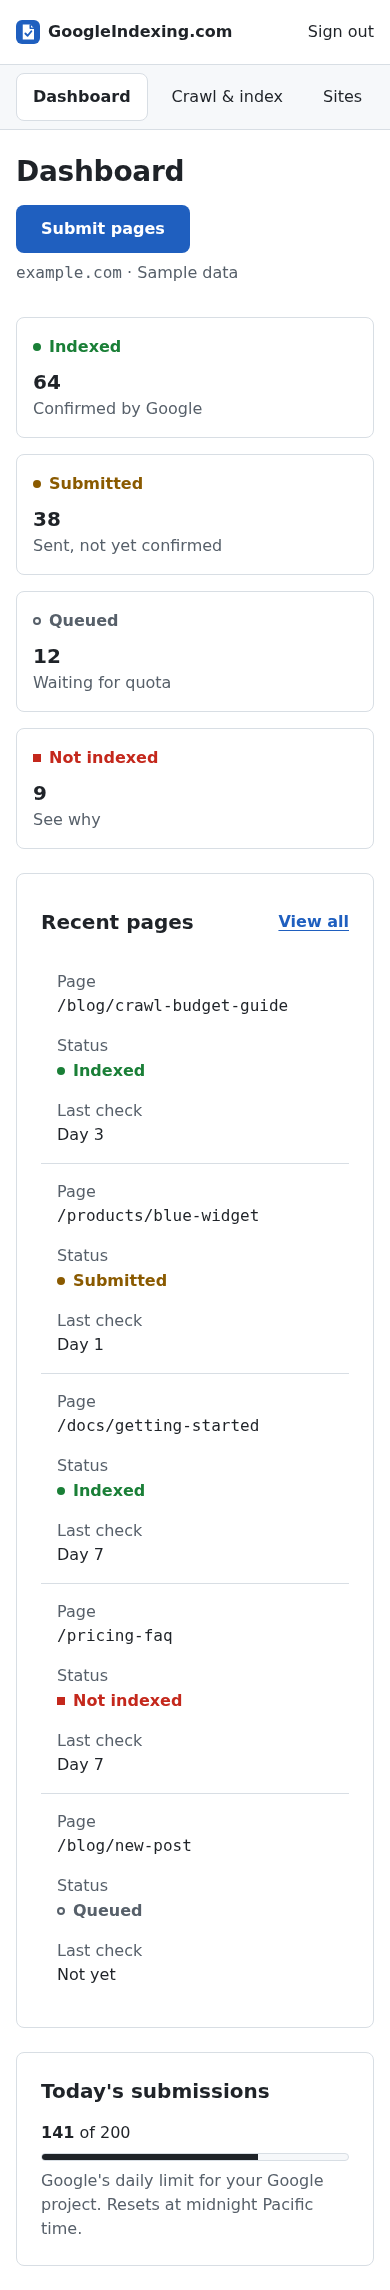 GoogleIndexing.com Sign out
Dashboard Crawl & index Sites
Dashboard
Submit pages
example.com · Sample data
Indexed
64
Confirmed by Google
Submitted
38
Sent, not yet confirmed
Queued
12
Waiting for quota
Not indexed
9
See why
Recent pages View all
Page
/blog/crawl-budget-guide
Status
Indexed
Last check
Day 3
Page
/products/blue-widget
Status
Submitted
Last check
Day 1
Page
/docs/getting-started
Status
Indexed
Last check
Day 7
Page
/pricing-faq
Status
Not indexed
Last check
Day 7
Page
/blog/new-post
Status
Queued
Last check
Not yet
Today's submissions
141 of 200
Google's daily limit for your Google
project. Resets at midnight Pacific
time.